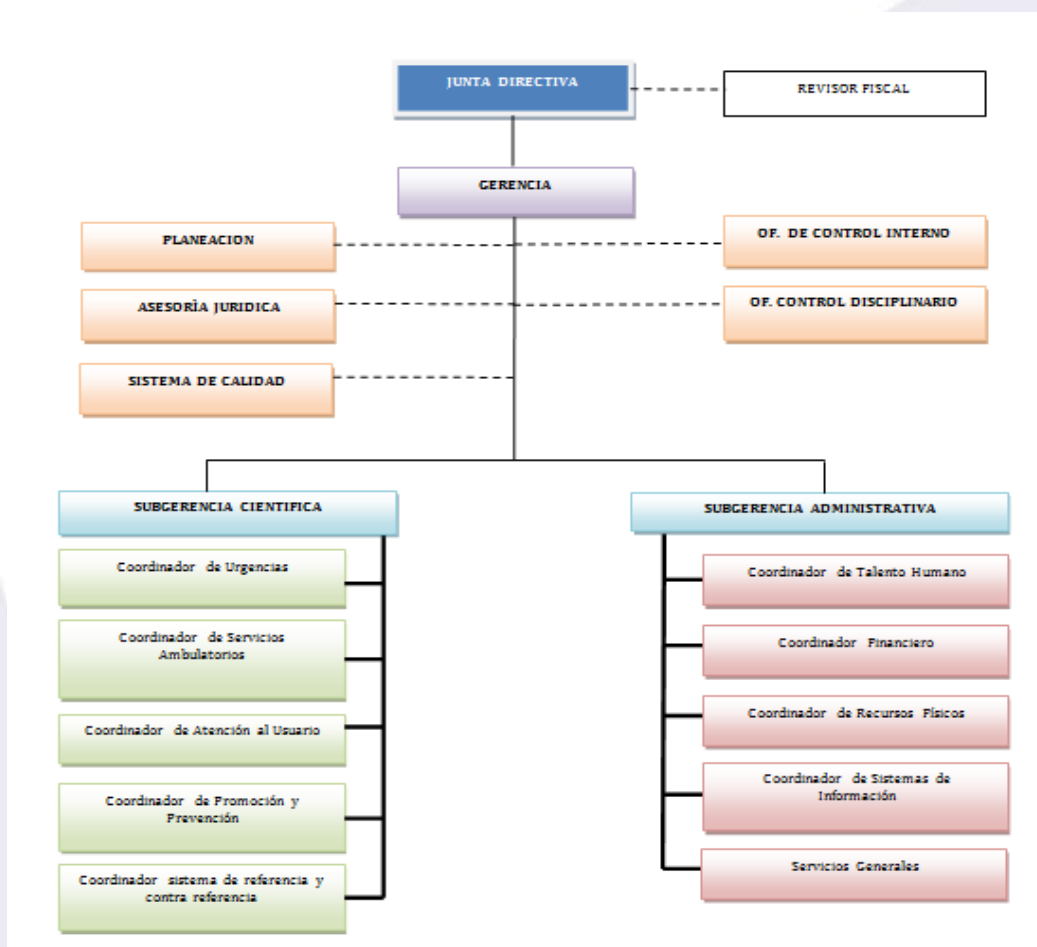 JUNTA DIRECTIVA
REVISOR FISCAL
GERENCIA
PLANEACION
OF. DE CONTROL INTERNO
ASESORÌA JURIDICA
OF. CONTROL DISCIPLINARIO
SISTEMA DE CALIDAD
SUBGERENCIA CIENTIFICA
SUBGERENCIA ADMINISTRATIVA
Coordinador de Urgencias
Coordinador de Servicios
Ambulatorios
Coordinador de Atención al Usuario
Coordinador de Promoción y
Prevención
Coordinador sistema de referencia y
contra referencia
Coordinador de Talento Humano
Coordinador Financiero
Coordinador de Recursos Físicos
Coordinador de Sistemas de
Información
Servicios Generales